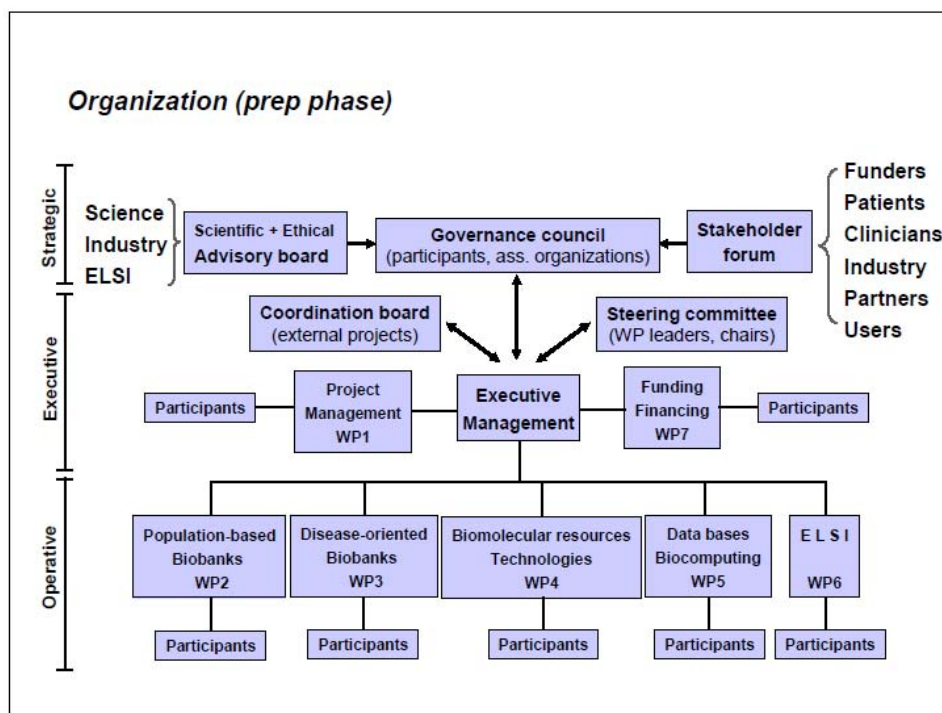 Organization (prep phase)
Strategic
Science
Industry
ELSI
Scientific + Ethical
Advisory board
Governance council
(participants, ass. organizations)
Stakeholder
forum
Funders
Patients
Clinicians
Industry
Partners
Users
Executive
Coordination board
(external projects)
Steering committee
(WP leaders, chairs)
Participants
Project
Management
WP1
Executive
Management
Funding
Financing
WP7
Participants
Operative
Population-based
Biobanks
WP2
Disease-oriented
Biobanks
WP3
Biomolecular resources
Technologies
WP4
Data bases
Biocomputing
WP5
E L S I
WP6
Participants
Participants
Participants
Participants
Participants